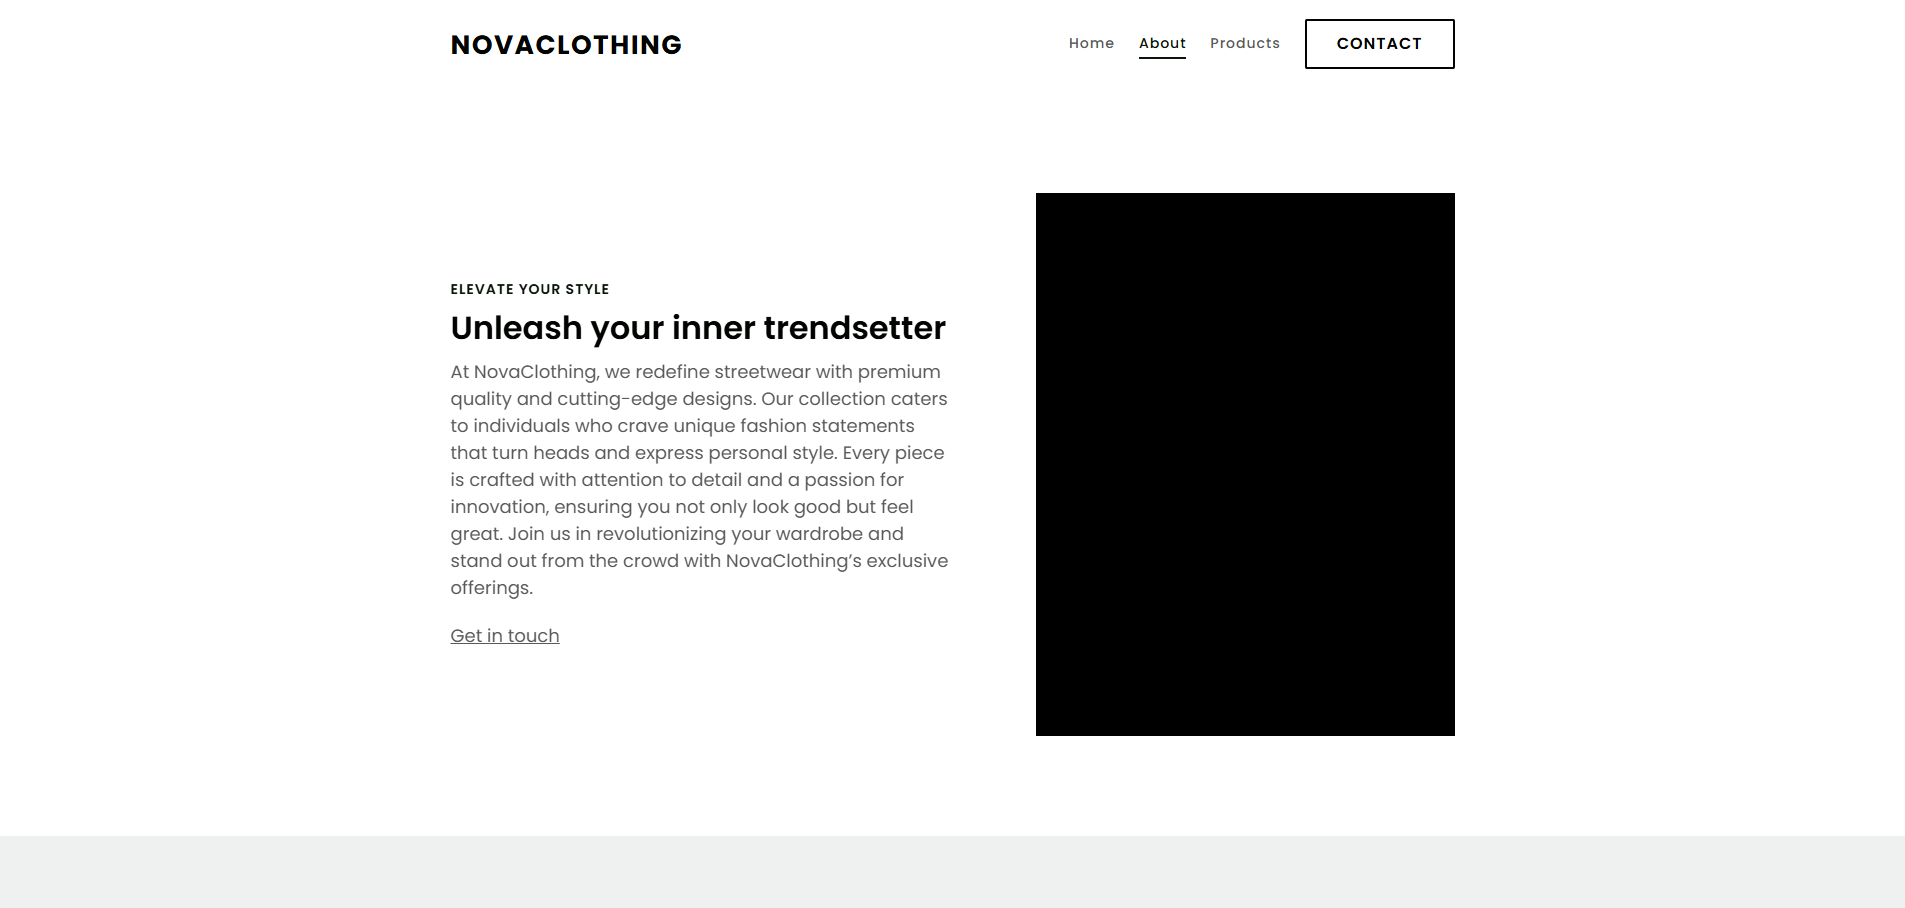 NOVACLOTHING
Home About Products CONTACT
ELEVATE YOUR STYLE
Unleash your inner trendsetter
At NovaClothing, we redefine streetwear with premium
quality and cutting-edge designs. Our collection caters
to individuals who crave unique fashion statements
that turn heads and express personal style. Every piece
is crafted with attention to detail and a passion for
innovation, ensuring you not only look good but feel
great. Join us in revolutionizing your wardrobe and
stand out from the crowd with NovaClothing’s exclusive
offerings.
Get in touch